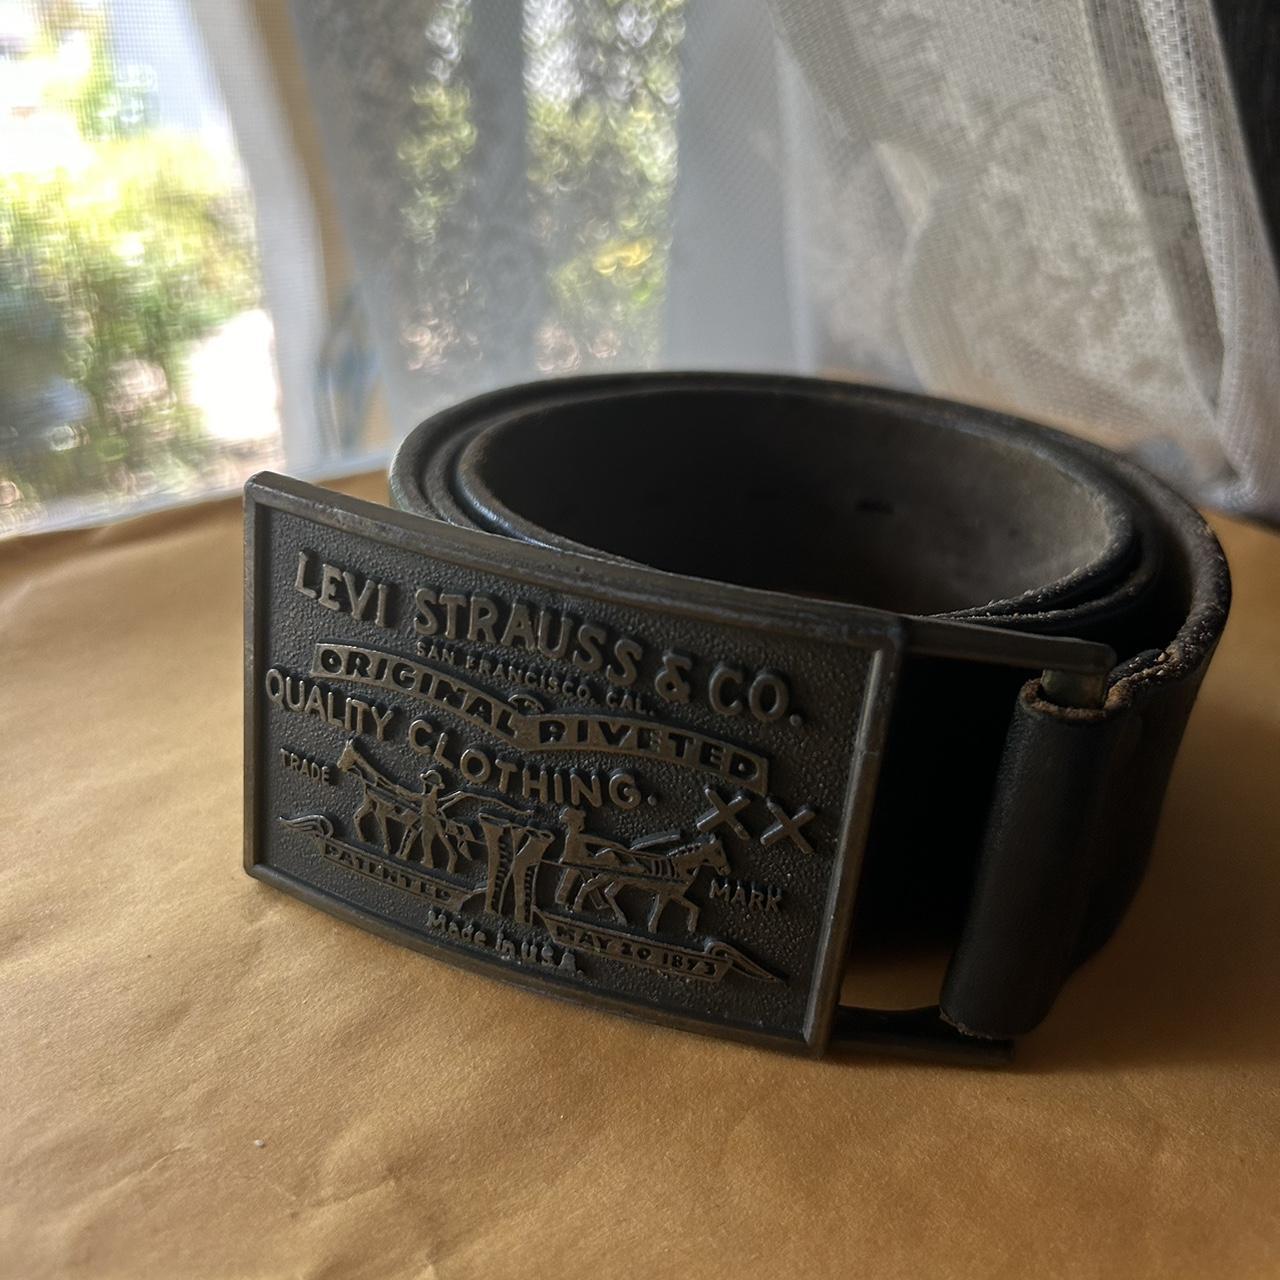 LEVI STRAUSS & CO.
SAN FRANCISCO, CAL.
ORIGINAL RIVETED
QUALITY CLOTHING.
TRADE
XX
MARK
PATENTED
MAY 20 1873
Made in U.S.A.